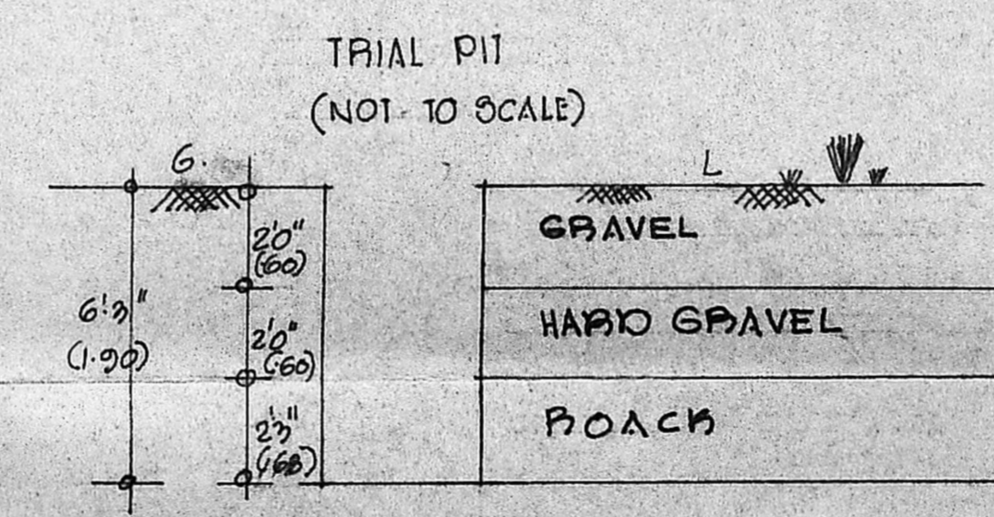 TRIAL PIT
(NOT TO SCALE)
G. L
2'0"
(.60)
GRAVEL
6'3"
(1.90)
2'0"
(.60)
HARD GRAVEL
2'3"
(.68)
ROACK